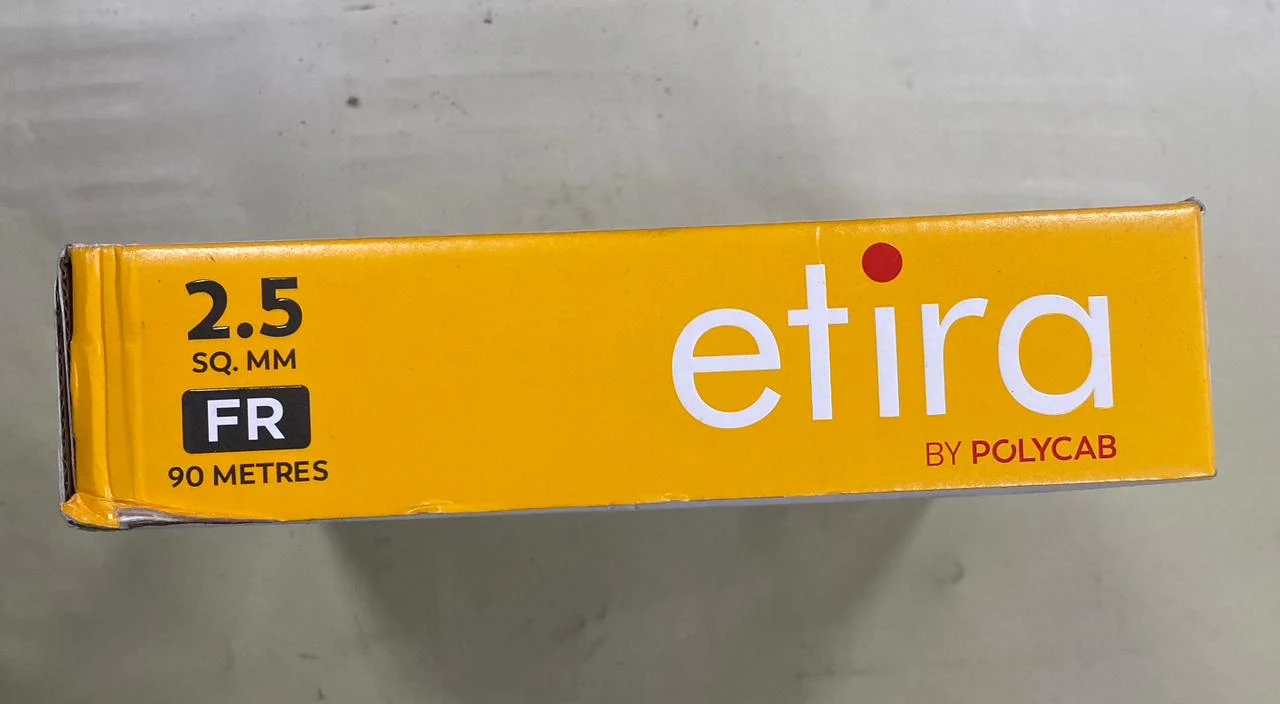 2.5
SQ. MM
FR
90 METRES
etira
BY POLYCAB